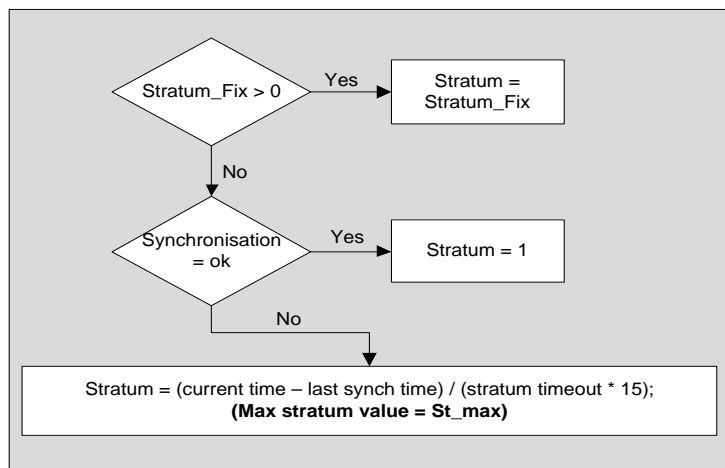 Stratum_Fix > 0
Yes
Stratum =
Stratum_Fix
No
Synchronisation
= ok
Yes
Stratum = 1
No
Stratum = (current time – last synch time) / (stratum timeout * 15);
(Max stratum value = St_max)